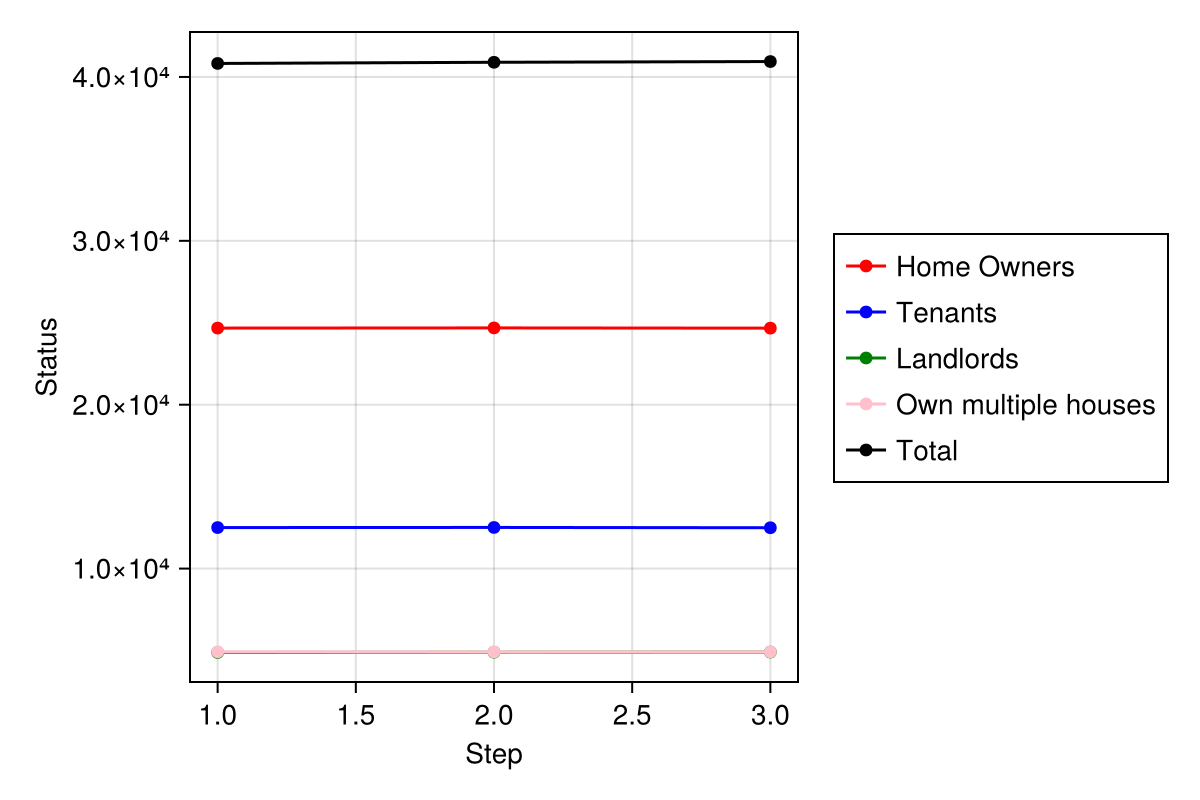 4.0×10⁴
3.0×10⁴
2.0×10⁴
1.0×10⁴
Status
1.0 1.5 2.0 2.5 3.0
Step
Home Owners
Tenants
Landlords
Own multiple houses
Total